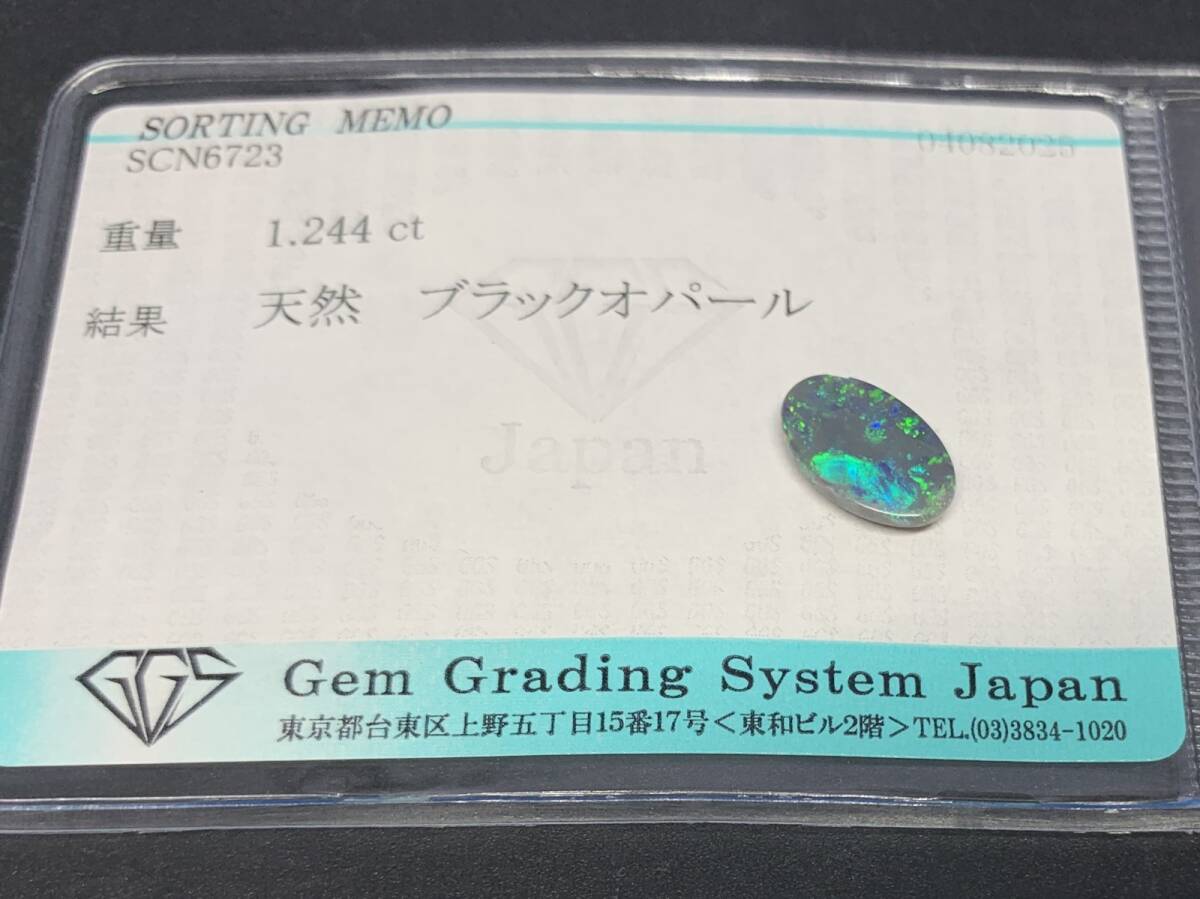 SORTING MEMO
SCN6723
04082025
重量 1.244 ct
結果 天然 ブラックオパール
Japan
GGS
Gem Grading System Japan
東京都台東区上野五丁目15番17号＜東和ビル2階＞TEL.(03)3834-1020